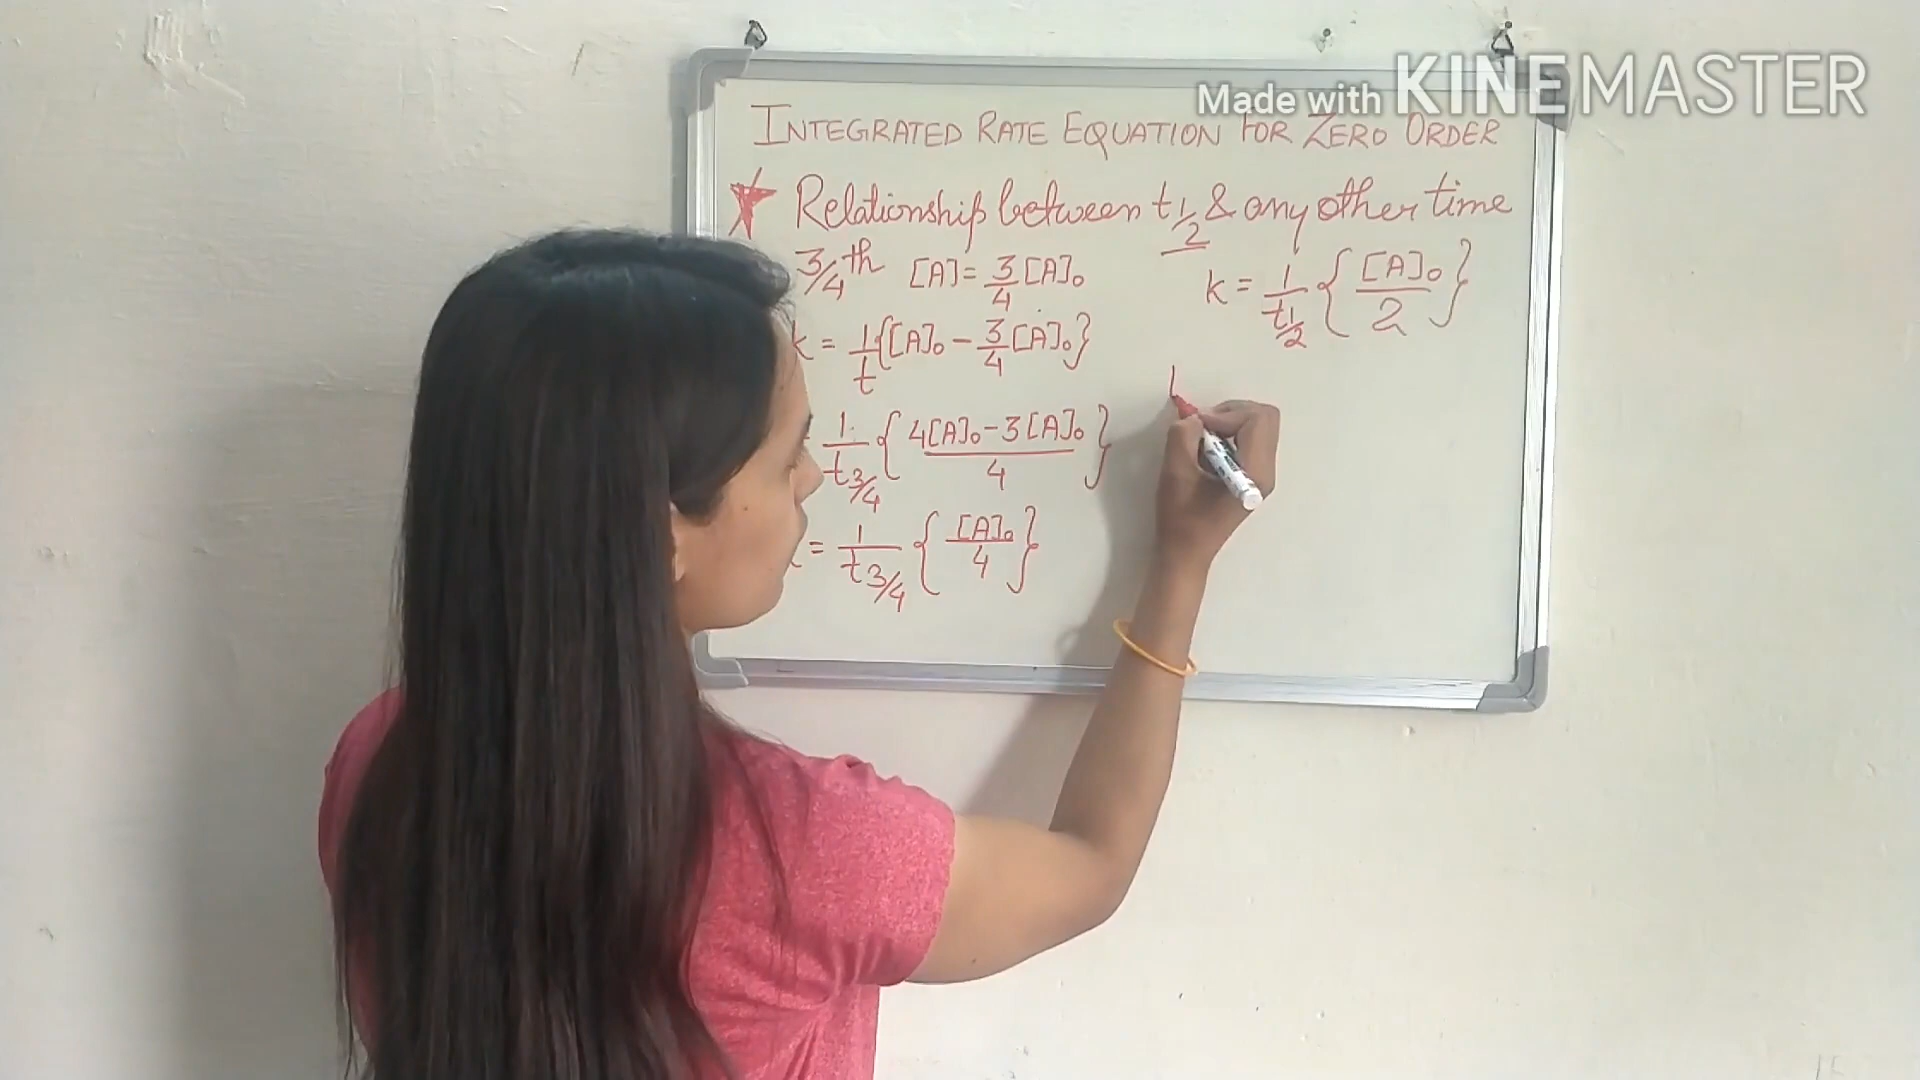 Made with KINEMASTER
INTEGRATED RATE EQUATION FOR ZERO ORDER
★ Relationship between t1/2 & any other time
3/4th [A] = 3/4 [A]₀
k = 1/t {[A]₀ - 3/4 [A]₀}
= 1/t3/4 { 4[A]₀ - 3[A]₀ / 4 }
= 1/t3/4 { [A]₀ / 4 }
k = 1/t1/2 { [A]₀ / 2 }